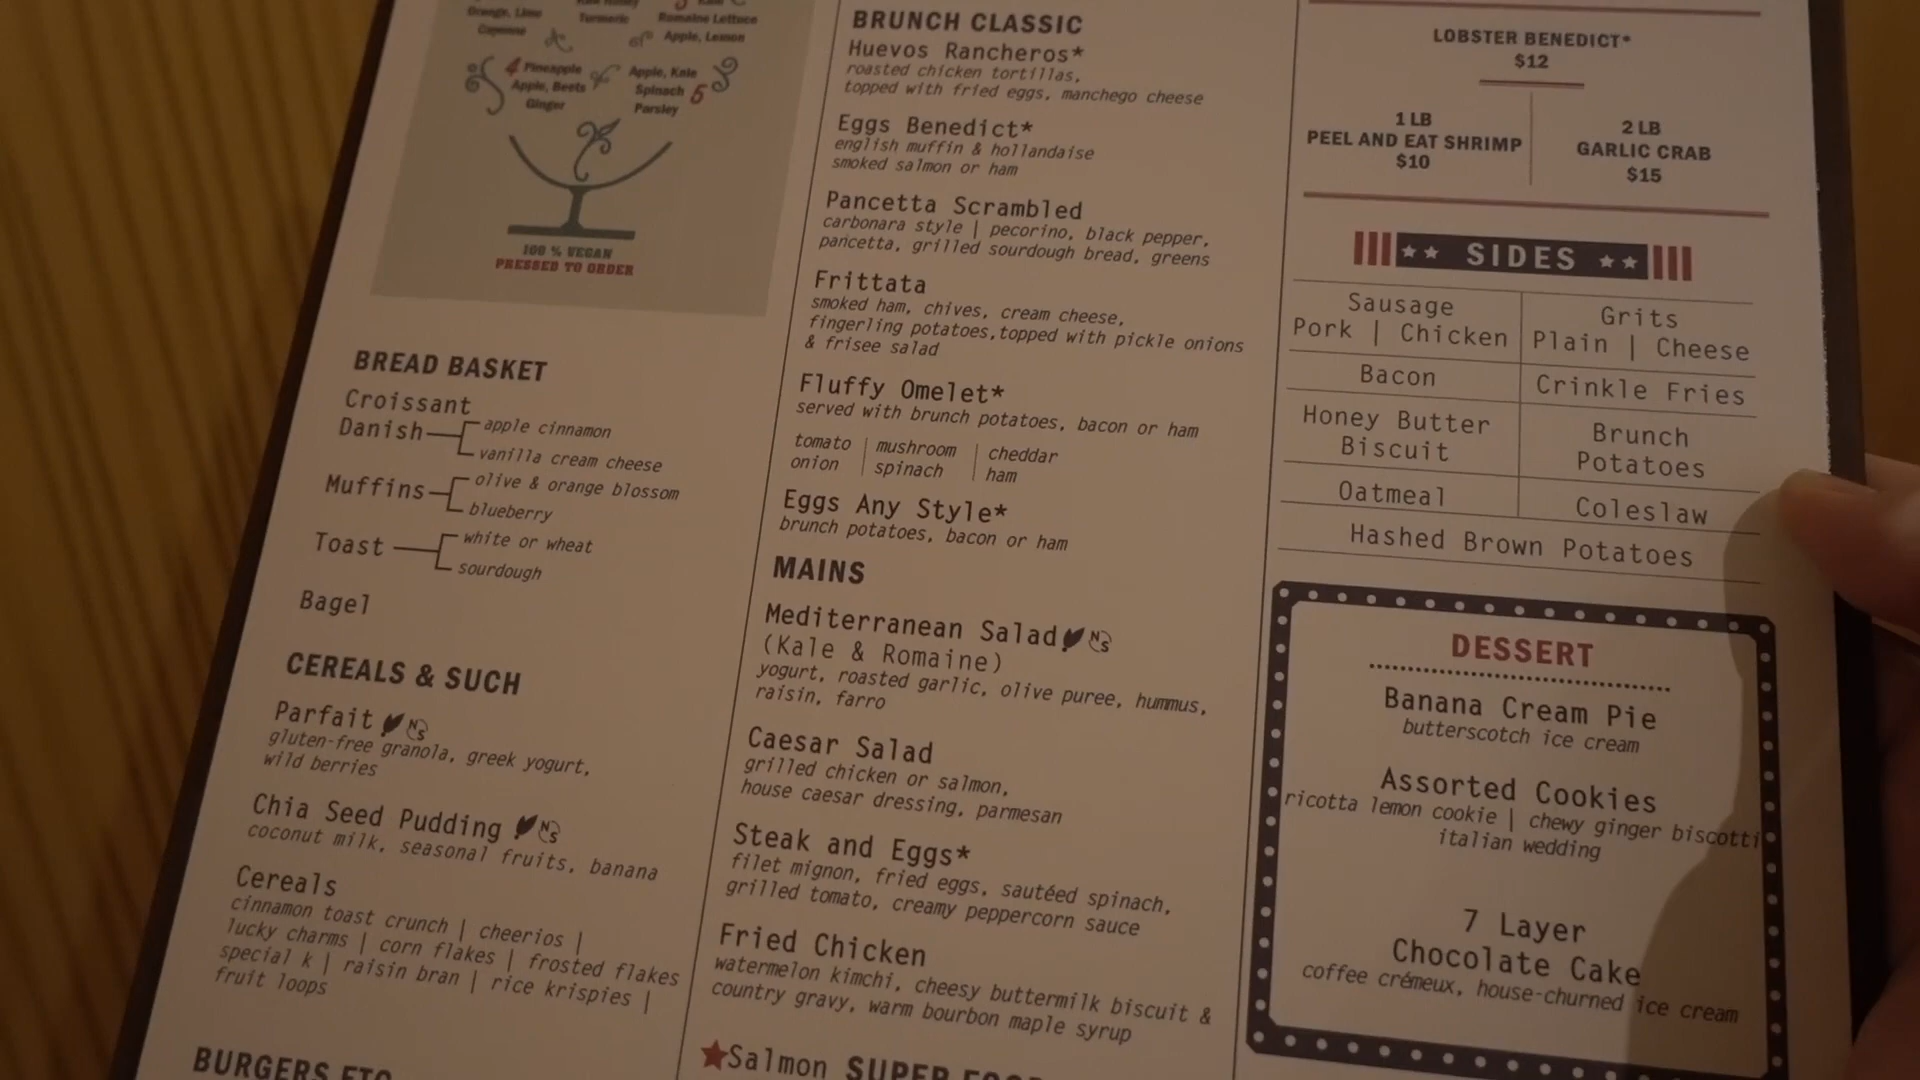 Orange, Lime
Cayenne
Turmeric
Romaine Lettuce
Apple, Lemon
4 Pineapple
Apple, Beets
Ginger
Apple, Kale
Spinach 5
Parsley
100 % VEGAN
PRESSED TO ORDER
BREAD BASKET
Croissant
Danish
apple cinnamon
vanilla cream cheese
Muffins
olive & orange blossom
blueberry
Toast
white or wheat
sourdough
Bagel
CEREALS & SUCH
Parfait
gluten-free granola, greek yogurt,
wild berries
Chia Seed Pudding
coconut milk, seasonal fruits, banana
Cereals
cinnamon toast crunch | cheerios |
lucky charms | corn flakes | frosted flakes
special k | raisin bran | rice krispies |
fruit loops
BURGERS ETC
BRUNCH CLASSIC
Huevos Rancheros*
roasted chicken tortillas,
topped with fried eggs, manchego cheese
Eggs Benedict*
english muffin & hollandaise
smoked salmon or ham
Pancetta Scrambled
carbonara style | pecorino, black pepper,
pancetta, grilled sourdough bread, greens
Frittata
smoked ham, chives, cream cheese,
fingerling potatoes,topped with pickle onions
& frisee salad
Fluffy Omelet*
served with brunch potatoes, bacon or ham
tomato | mushroom | cheddar
onion | spinach | ham
Eggs Any Style*
brunch potatoes, bacon or ham
MAINS
Mediterranean Salad
(Kale & Romaine)
yogurt, roasted garlic, olive puree, hummus,
raisin, farro
Caesar Salad
grilled chicken or salmon,
house caesar dressing, parmesan
Steak and Eggs*
filet mignon, fried eggs, sautéed spinach,
grilled tomato, creamy peppercorn sauce
Fried Chicken
watermelon kimchi, cheesy buttermilk biscuit &
country gravy, warm bourbon maple syrup
Salmon SUPER FOOD
LOBSTER BENEDICT*
$12
1 LB
PEEL AND EAT SHRIMP
$10
2 LB
GARLIC CRAB
$15
SIDES
Sausage
Pork | Chicken
Grits
Plain | Cheese
Bacon
Crinkle Fries
Honey Butter
Biscuit
Brunch
Potatoes
Oatmeal
Coleslaw
Hashed Brown Potatoes
DESSERT
Banana Cream Pie
butterscotch ice cream
Assorted Cookies
ricotta lemon cookie | chewy ginger biscotti
italian wedding
7 Layer
Chocolate Cake
coffee crémeux, house-churned ice cream